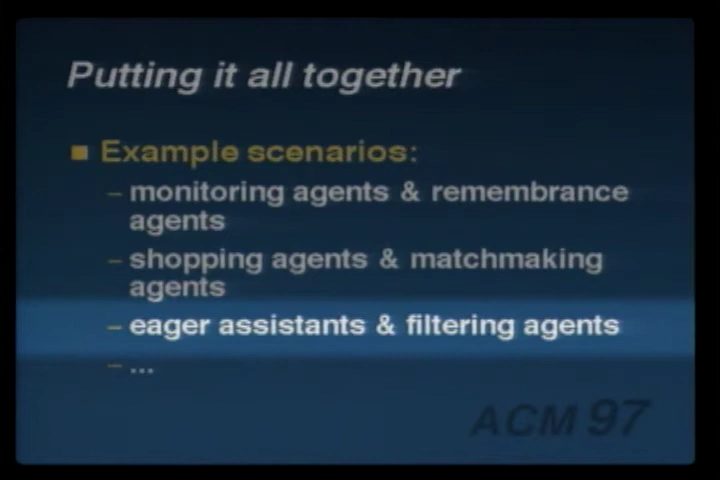 Putting it all together
Example scenarios:
– monitoring agents & remembrance
agents
– shopping agents & matchmaking
agents
– eager assistants & filtering agents
– ...
ACM 97